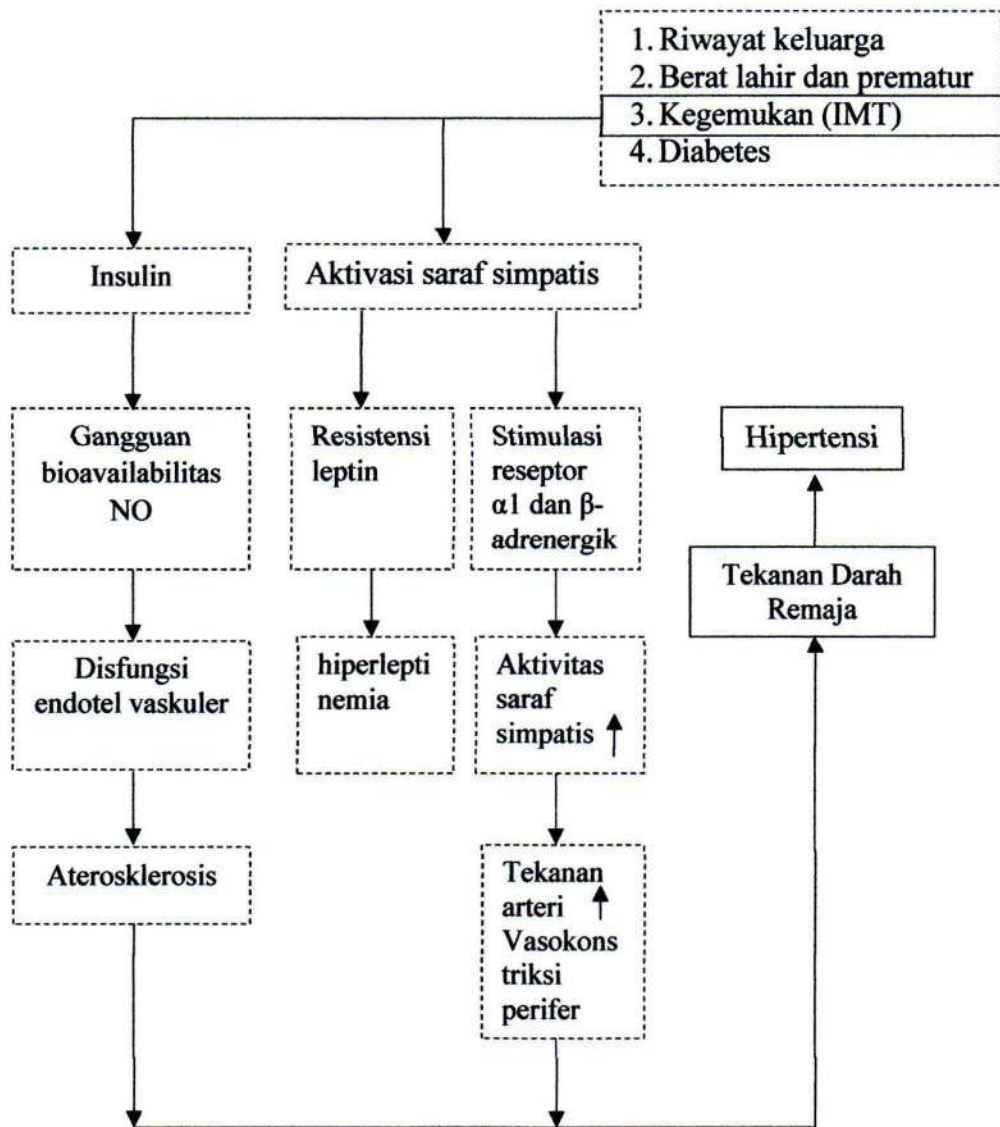 1. Riwayat keluarga
2. Berat lahir dan prematur
3. Kegemukan (IMT)
4. Diabetes
Insulin
Aktivasi saraf simpatis
Gangguan
bioavailabilitas
NO
Resistensi
leptin
Stimulasi
reseptor
α1 dan β-
adrenergik
Hipertensi
Tekanan Darah
Remaja
Disfungsi
endotel vaskuler
hiperlepti
nemia
Aktivitas
saraf
simpatis
Aterosklerosis
Tekanan
arteri
Vasokons
triksi
perifer